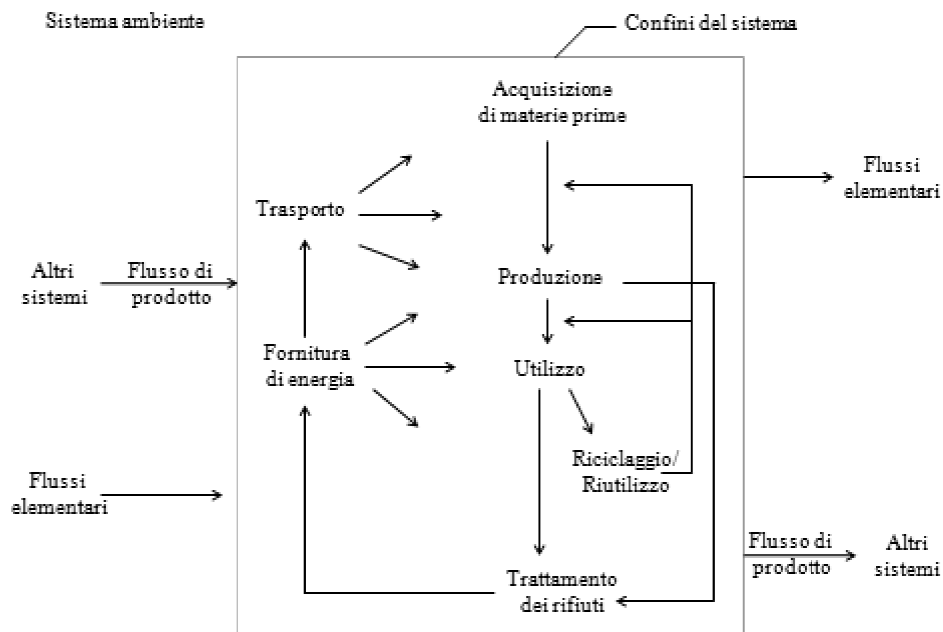 Sistema ambiente
Confini del sistema
Acquisizione
di materie prime
Flussi
elementari
Trasporto
Altri
sistemi
Flusso di
prodotto
Produzione
Fornitura
di energia
Utilizzo
Riciclaggio/
Riutilizzo
Flussi
elementari
Flusso di
prodotto
Altri
sistemi
Trattamento
dei rifiuti